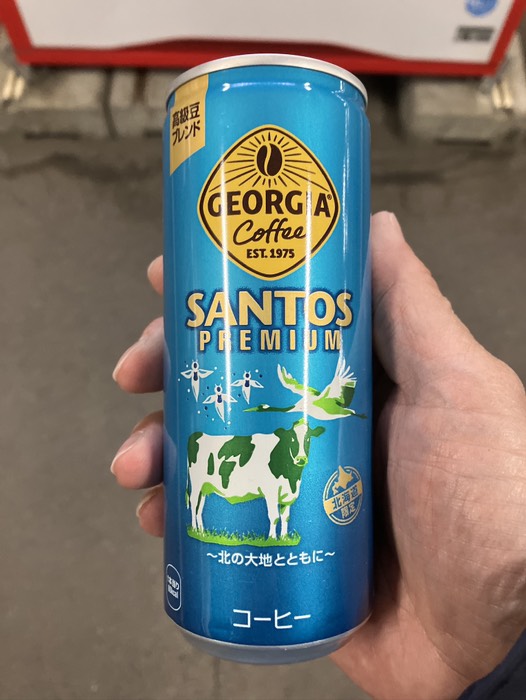 高級豆
ブレンド
GEORGIA®
Coffee
EST. 1975
SANTOS
PREMIUM
北海道
限定
～北の大地とともに～
コーヒー